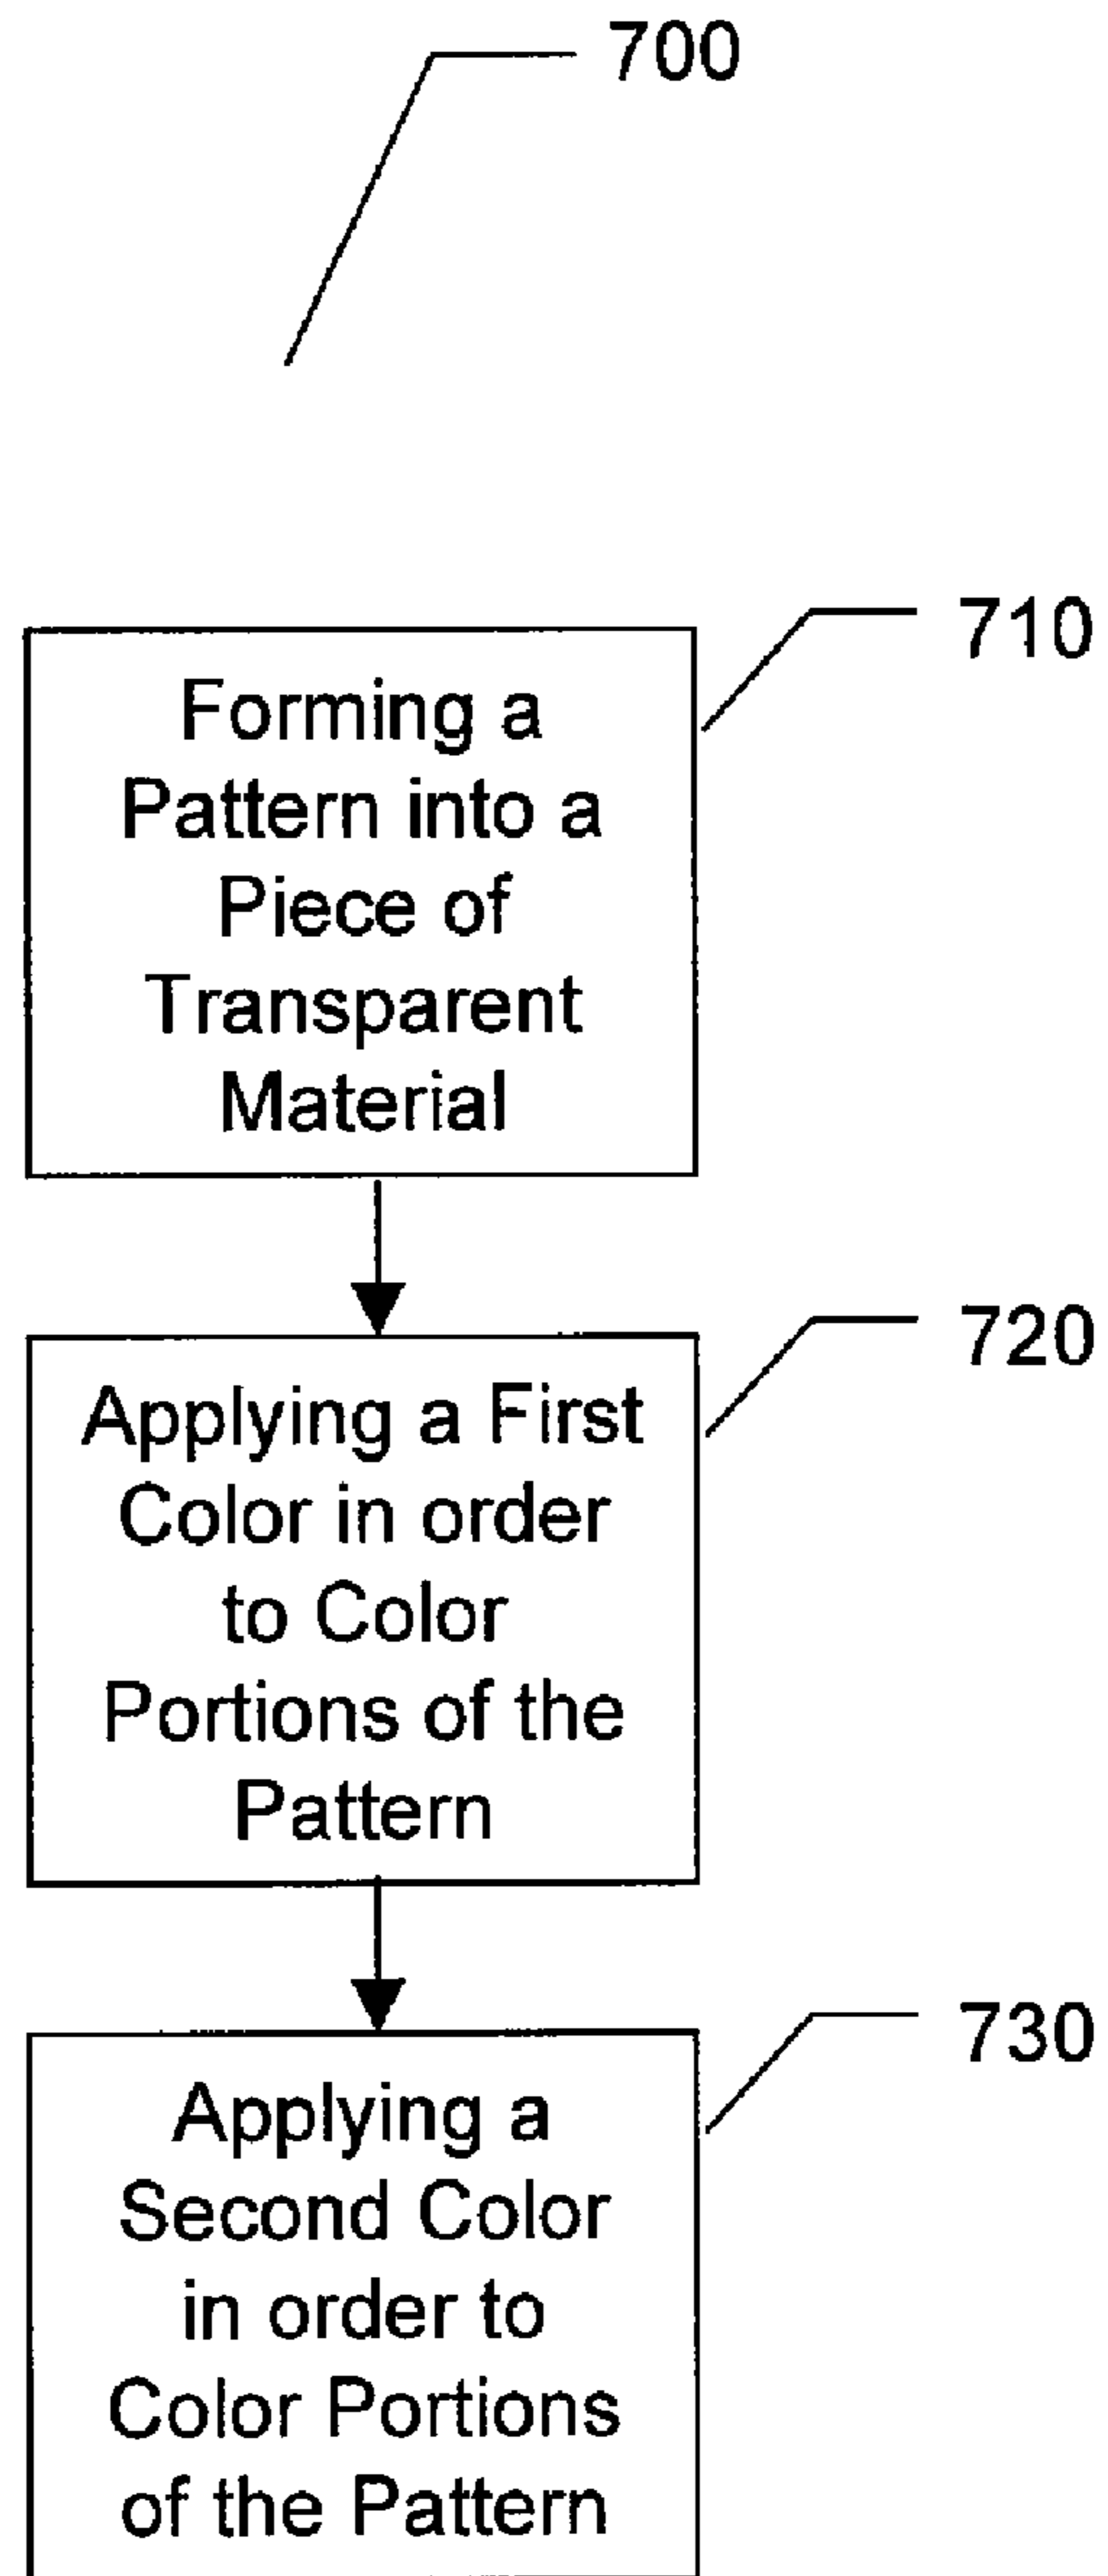 700
710
Forming a
Pattern into a
Piece of
Transparent
Material
720
Applying a First
Color in order
to Color
Portions of the
Pattern
730
Applying a
Second Color
in order to
Color Portions
of the Pattern